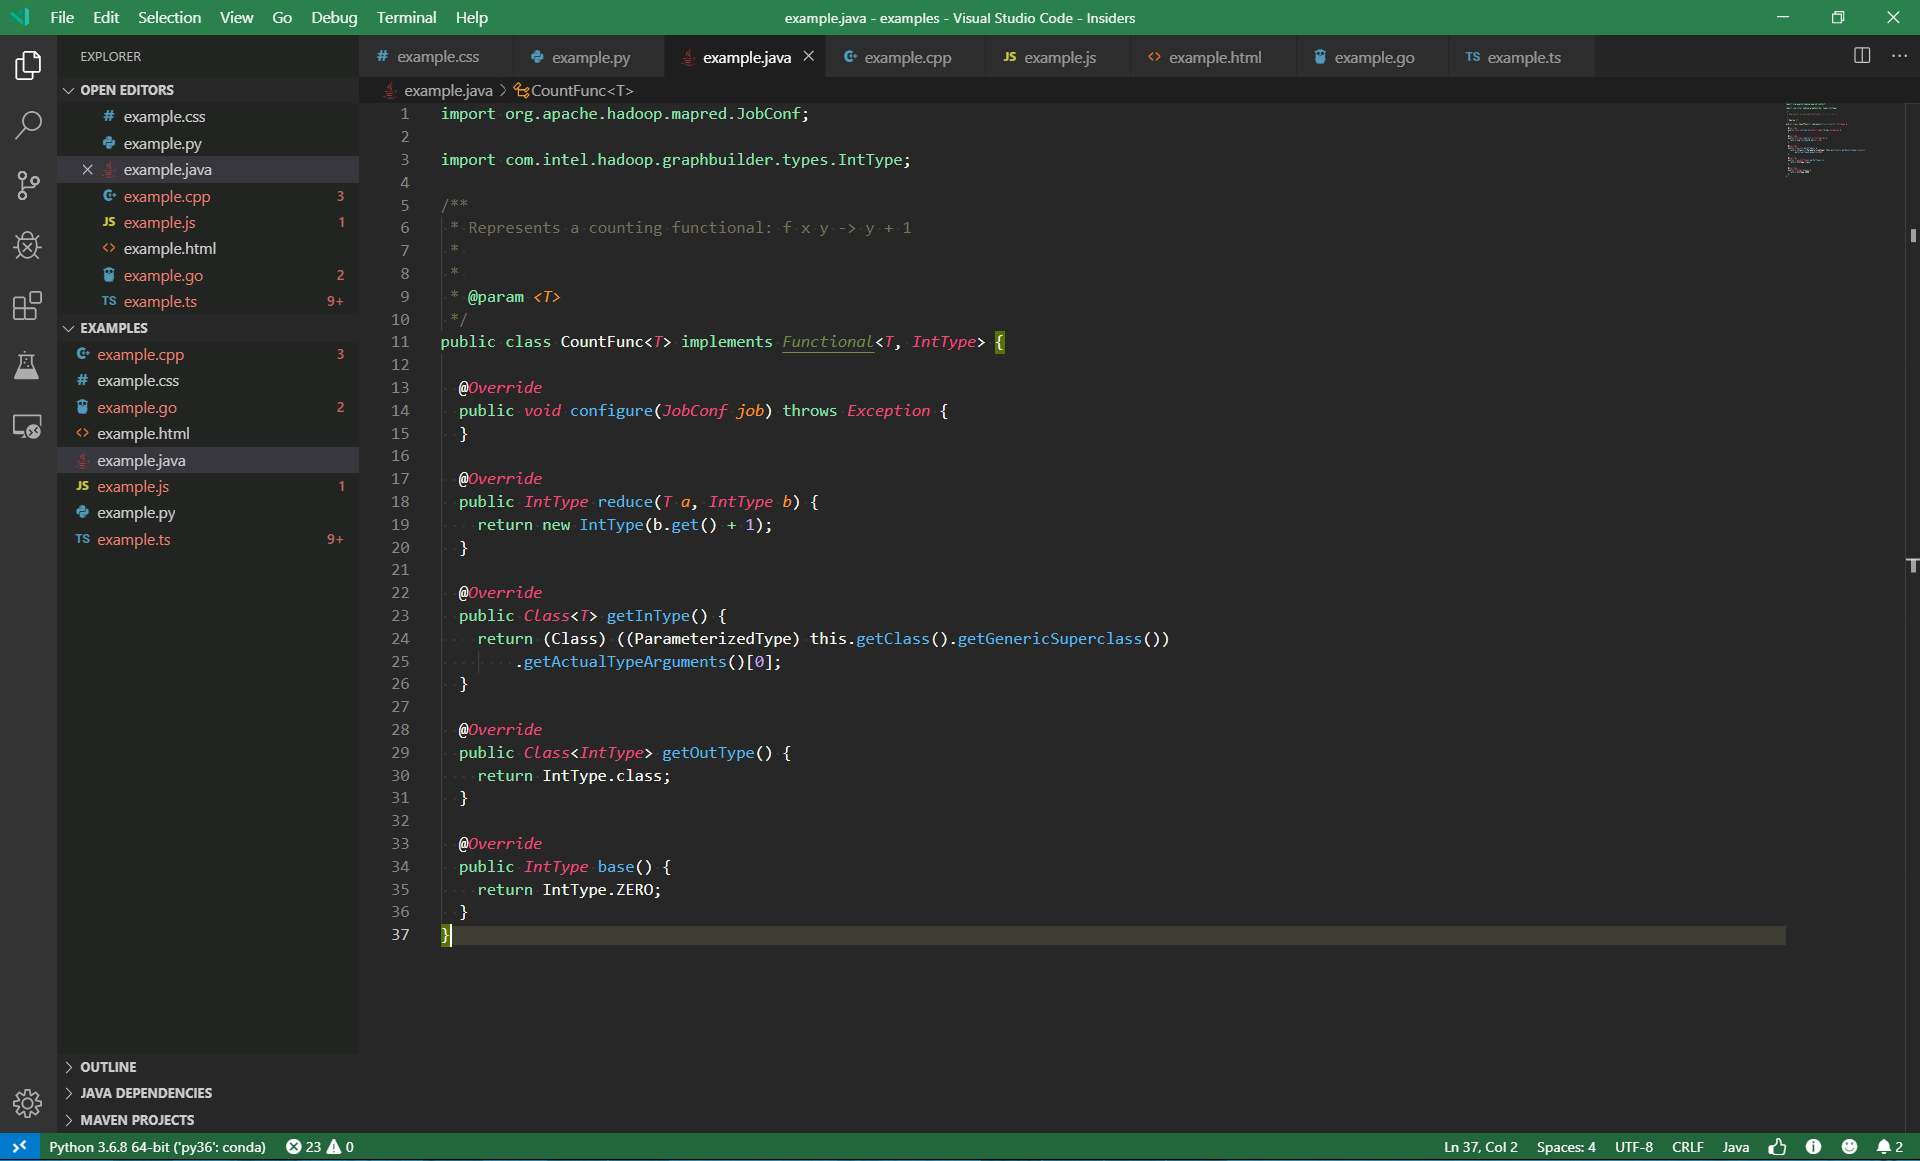 File Edit Selection View Go Debug Terminal Help
example.java - examples - Visual Studio Code - Insiders
EXPLORER
OPEN EDITORS
# example.css
example.py
example.java
example.cpp 3
JS example.js 1
<> example.html
example.go 2
TS example.ts 9+
EXAMPLES
example.cpp 3
# example.css
example.go 2
<> example.html
example.java
JS example.js 1
example.py
TS example.ts 9+
OUTLINE
JAVA DEPENDENCIES
MAVEN PROJECTS
# example.css example.py example.java example.cpp JS example.js <> example.html example.go TS example.ts
example.java > CountFunc<T>
1 import org.apache.hadoop.mapred.JobConf;
2
3 import com.intel.hadoop.graphbuilder.types.IntType;
4
5 /**
6 * Represents a counting functional: f x y -> y + 1
7 *
8 *
9 * @param <T>
10 */
11 public class CountFunc<T> implements Functional<T, IntType> {
12
13 @Override
14 public void configure(JobConf job) throws Exception {
15 }
16
17 @Override
18 public IntType reduce(T a, IntType b) {
19 return new IntType(b.get() + 1);
20 }
21
22 @Override
23 public Class<T> getInType() {
24 return (Class) ((ParameterizedType) this.getClass().getGenericSuperclass())
25 .getActualTypeArguments()[0];
26 }
27
28 @Override
29 public Class<IntType> getOutType() {
30 return IntType.class;
31 }
32
33 @Override
34 public IntType base() {
35 return IntType.ZERO;
36 }
37 }
Python 3.6.8 64-bit ('py36': conda) 23 0 Ln 37, Col 2 Spaces: 4 UTF-8 CRLF Java 2